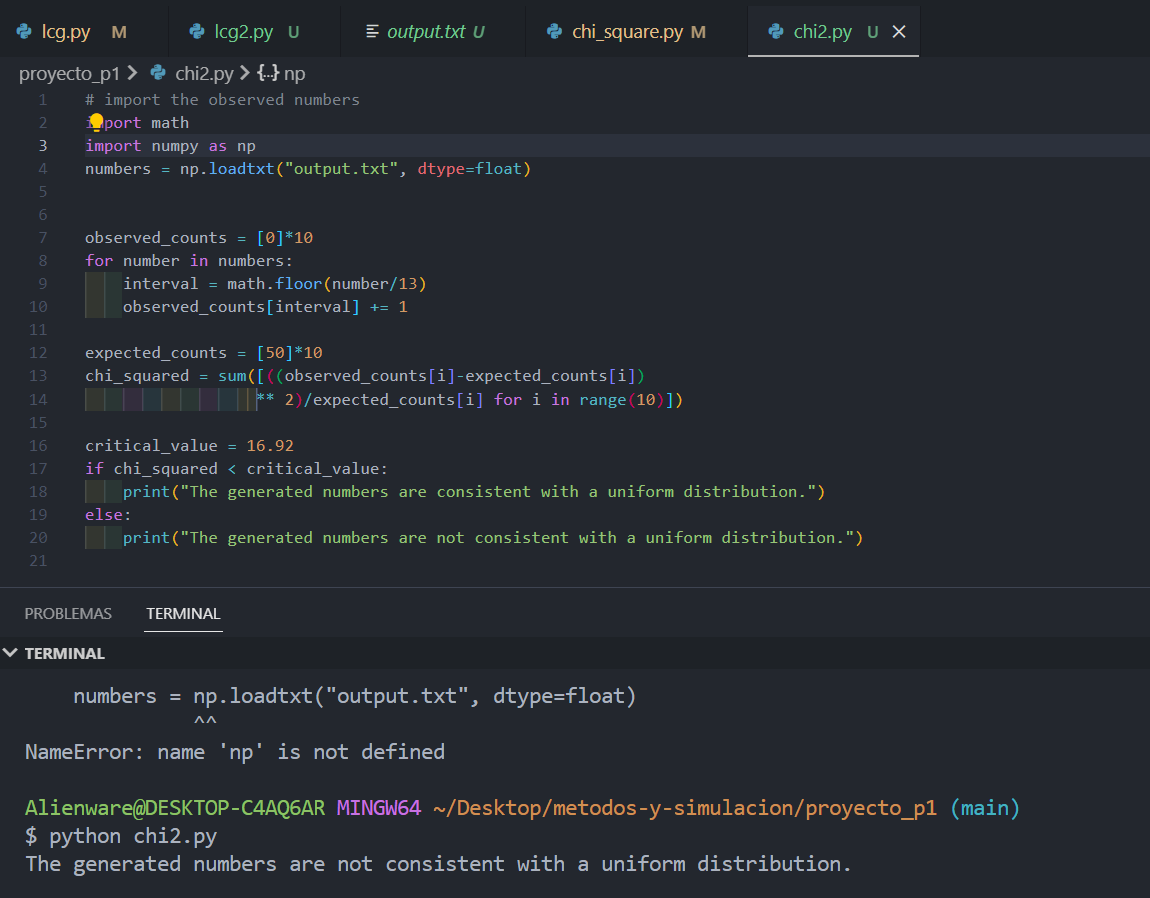 lcg.py M lcg2.py U output.txt U chi_square.py M chi2.py U
proyecto_p1 > chi2.py > {..} np
1 # import the observed numbers
2 import math
3 import numpy as np
4 numbers = np.loadtxt("output.txt", dtype=float)
5
6
7 observed_counts = [0]*10
8 for number in numbers:
9     interval = math.floor(number/13)
10     observed_counts[interval] += 1
11
12 expected_counts = [50]*10
13 chi_squared = sum([((observed_counts[i]-expected_counts[i])
14                   ** 2)/expected_counts[i] for i in range(10)])
15
16 critical_value = 16.92
17 if chi_squared < critical_value:
18     print("The generated numbers are consistent with a uniform distribution.")
19 else:
20     print("The generated numbers are not consistent with a uniform distribution.")
21
PROBLEMAS TERMINAL
TERMINAL
    numbers = np.loadtxt("output.txt", dtype=float)
              ^^
NameError: name 'np' is not defined
Alienware@DESKTOP-C4AQ6AR MINGW64 ~/Desktop/metodos-y-simulacion/proyecto_p1 (main)
$ python chi2.py
The generated numbers are not consistent with a uniform distribution.